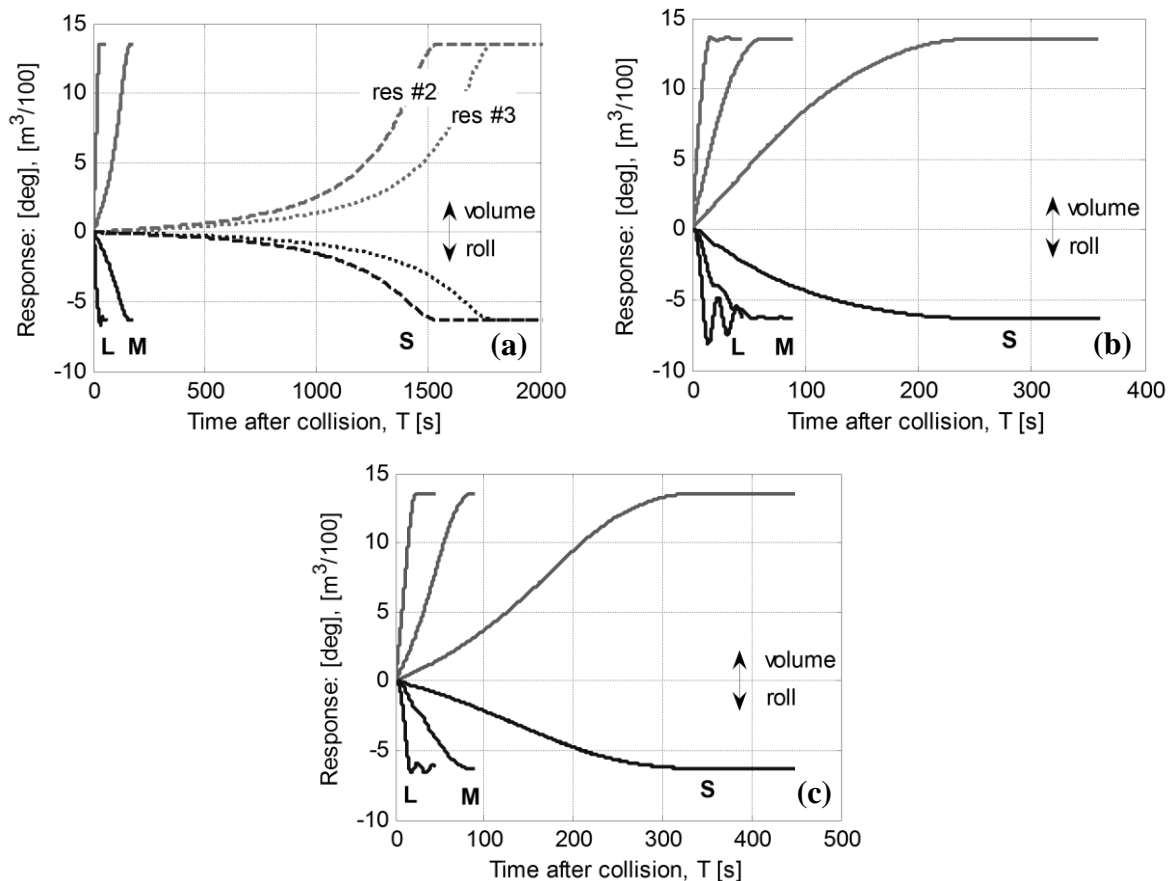 15
10
5
0
-5
-10
Response: [deg], [m³/100]
res #2
res #3
volume
roll
L M S (a)
0 500 1000 1500 2000
Time after collision, T [s]
15
10
5
0
-5
-10
Response: [deg], [m³/100]
volume
roll
L M S (b)
0 100 200 300 400
Time after collision, T [s]
15
10
5
0
-5
-10
Response: [deg], [m³/100]
volume
roll
L M S (c)
0 100 200 300 400 500
Time after collision, T [s]